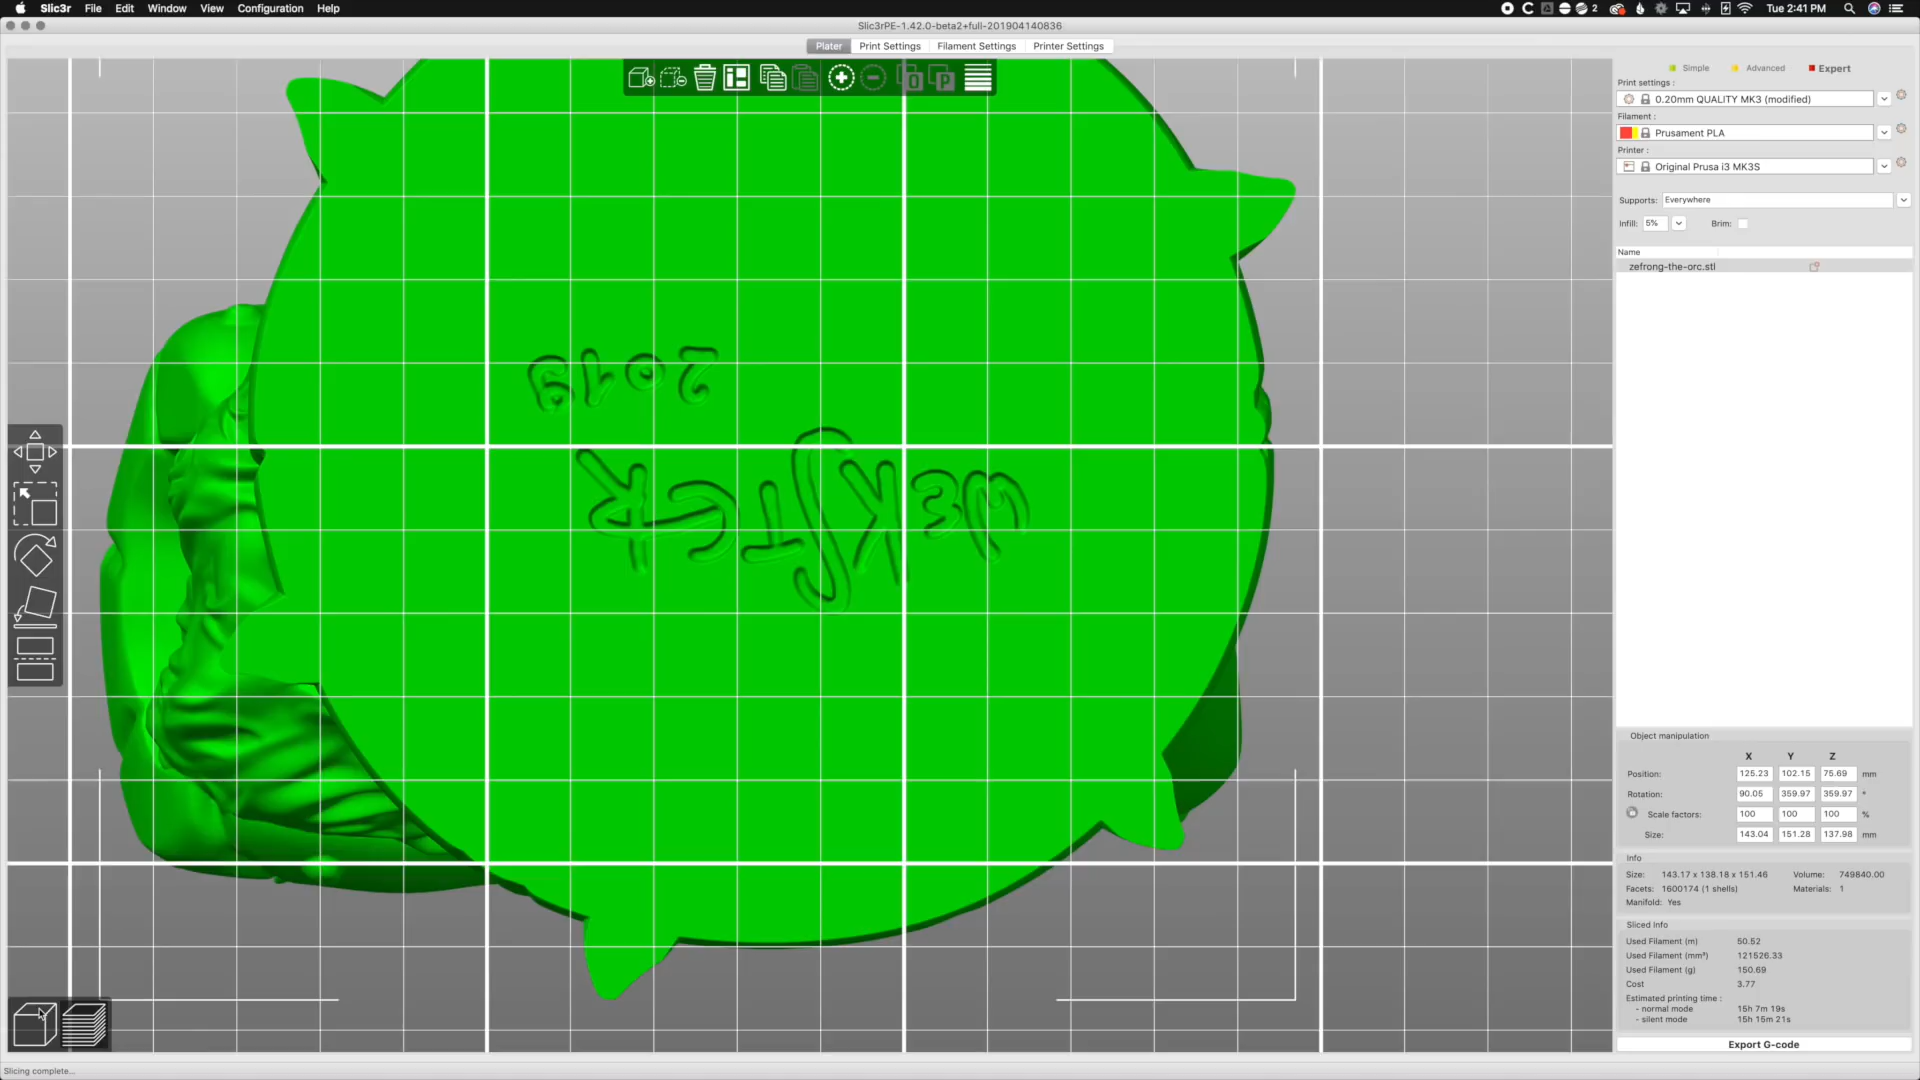 Slic3r File Edit Window View Configuration Help
2 Tue 2:41 PM
Slic3rPE-1.42.0-beta2+full-201904140836
Plater Print Settings Filament Settings Printer Settings
Simple Advanced Expert
Print settings :
0.20mm QUALITY MK3 (modified)
Filament :
Prusament PLA
Printer :
Original Prusa i3 MK3S
Supports: Everywhere
Infill: 5% Brim:
Name
zefrong-the-orc.stl
2019
Object manipulation
X Y Z
Position: 125.23 102.15 75.69 mm
Rotation: 90.05 359.97 359.97 °
Scale factors: 100 100 100 %
Size: 143.04 151.28 137.98 mm
Info
Size: 143.17 x 138.18 x 151.46 Volume: 749840.00
Facets: 1600174 (1 shells) Materials: 1
Manifold: Yes
Sliced Info
Used Filament (m) 50.52
Used Filament (mm³) 121526.33
Used Filament (g) 150.69
Cost 3.77
Estimated printing time :
- normal mode 15h 7m 19s
- silent mode 15h 15m 21s
Export G-code
Slicing complete...